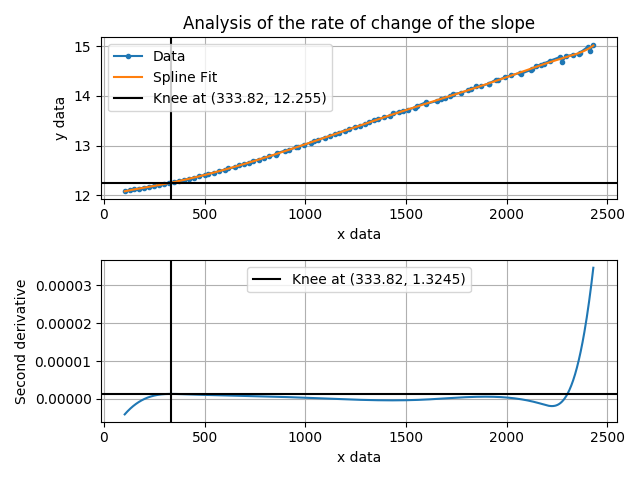 Analysis of the rate of change of the slope
15
14
13
12
y data
Data
Spline Fit
Knee at (333.82, 12.255)
0
500
1000
1500
2000
2500
x data
0.00003
0.00002
0.00001
0.00000
Second derivative
Knee at (333.82, 1.3245)
0
500
1000
1500
2000
2500
x data